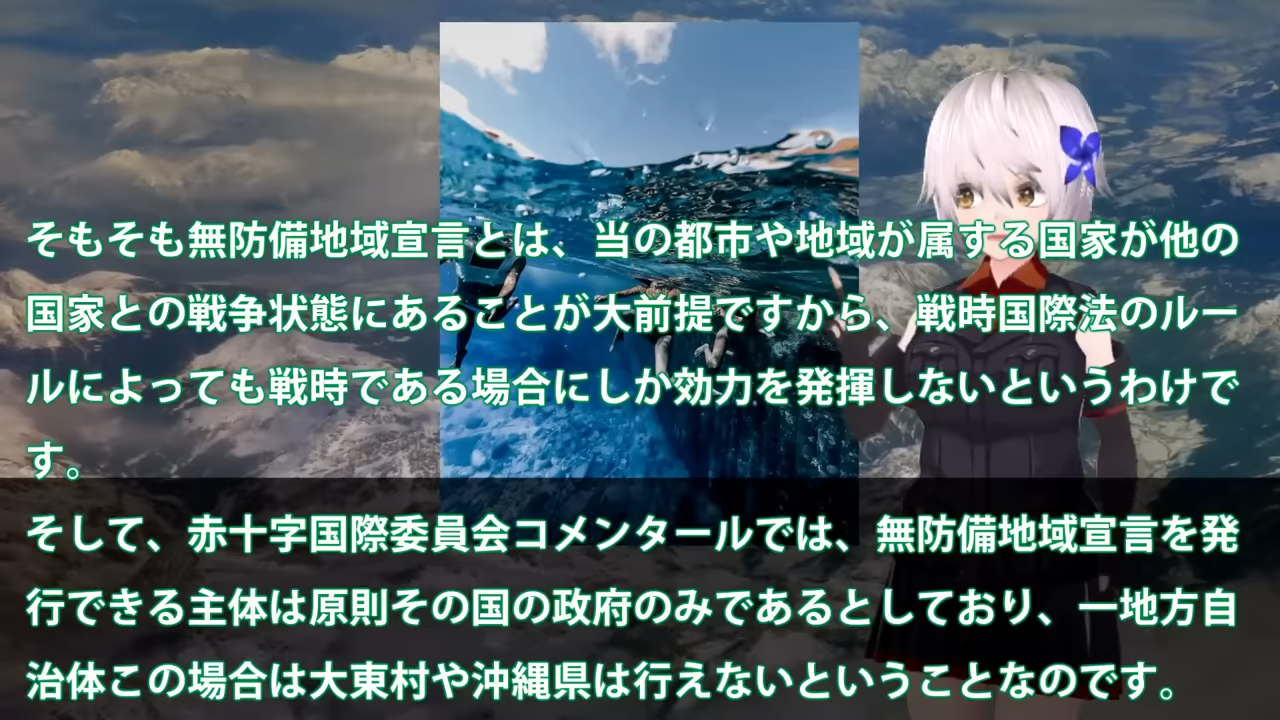 そもそも無防備地域宣言とは、当の都市や地域が属する国家が他の
国家との戦争状態にあることが大前提ですから、戦時国際法のルー
ルによっても戦時である場合にしか効力を発揮しないというわけで
す。
そして、赤十字国際委員会コメンタールでは、無防備地域宣言を発
行できる主体は原則その国の政府のみであるとしており、一地方自
治体この場合は大東村や沖縄県は行えないということなのです。